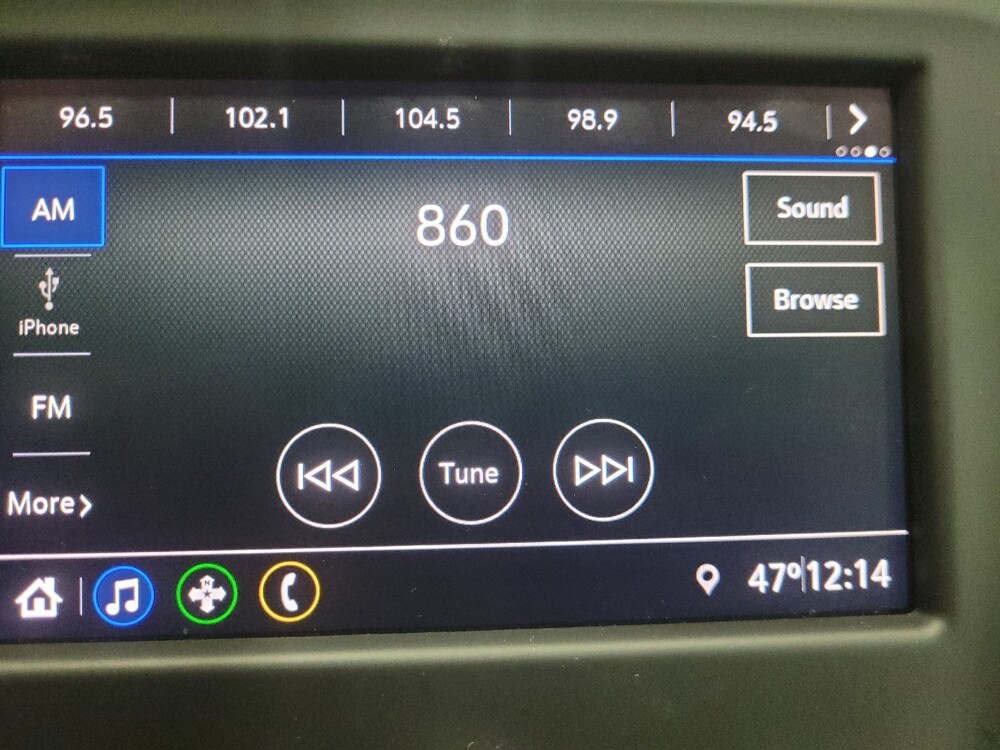 96.5 102.1 104.5 98.9 94.5
AM
860
Sound
iPhone
Browse
FM
Tune
More
N
47° 12:14